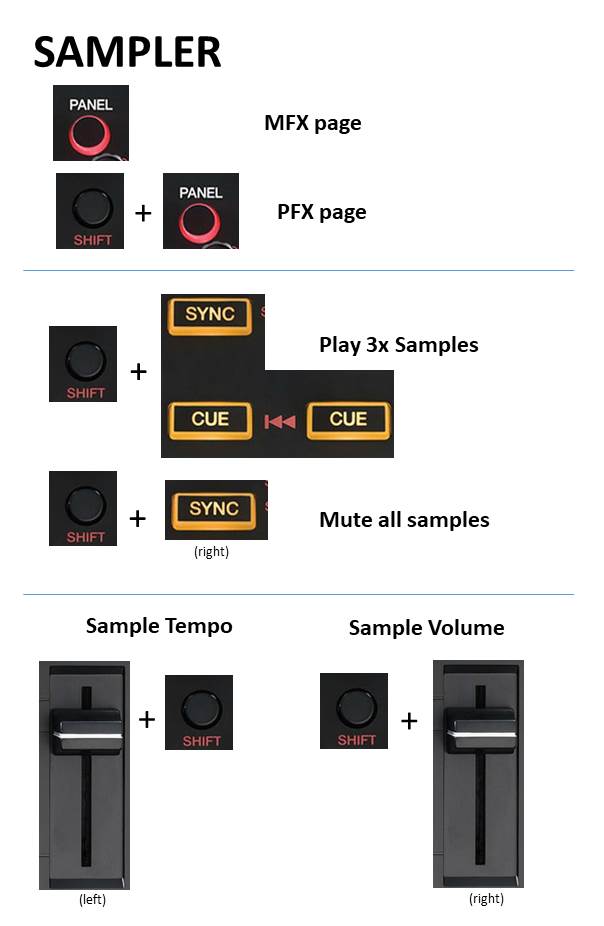 SAMPLER
PANEL
MFX page
SHIFT
+
PANEL
PFX page
SYNC
SHIFT
+
Play 3x Samples
CUE
CUE
SHIFT
+
SYNC
Mute all samples
(right)
Sample Tempo
Sample Volume
+
SHIFT
SHIFT
+
(left)
(right)